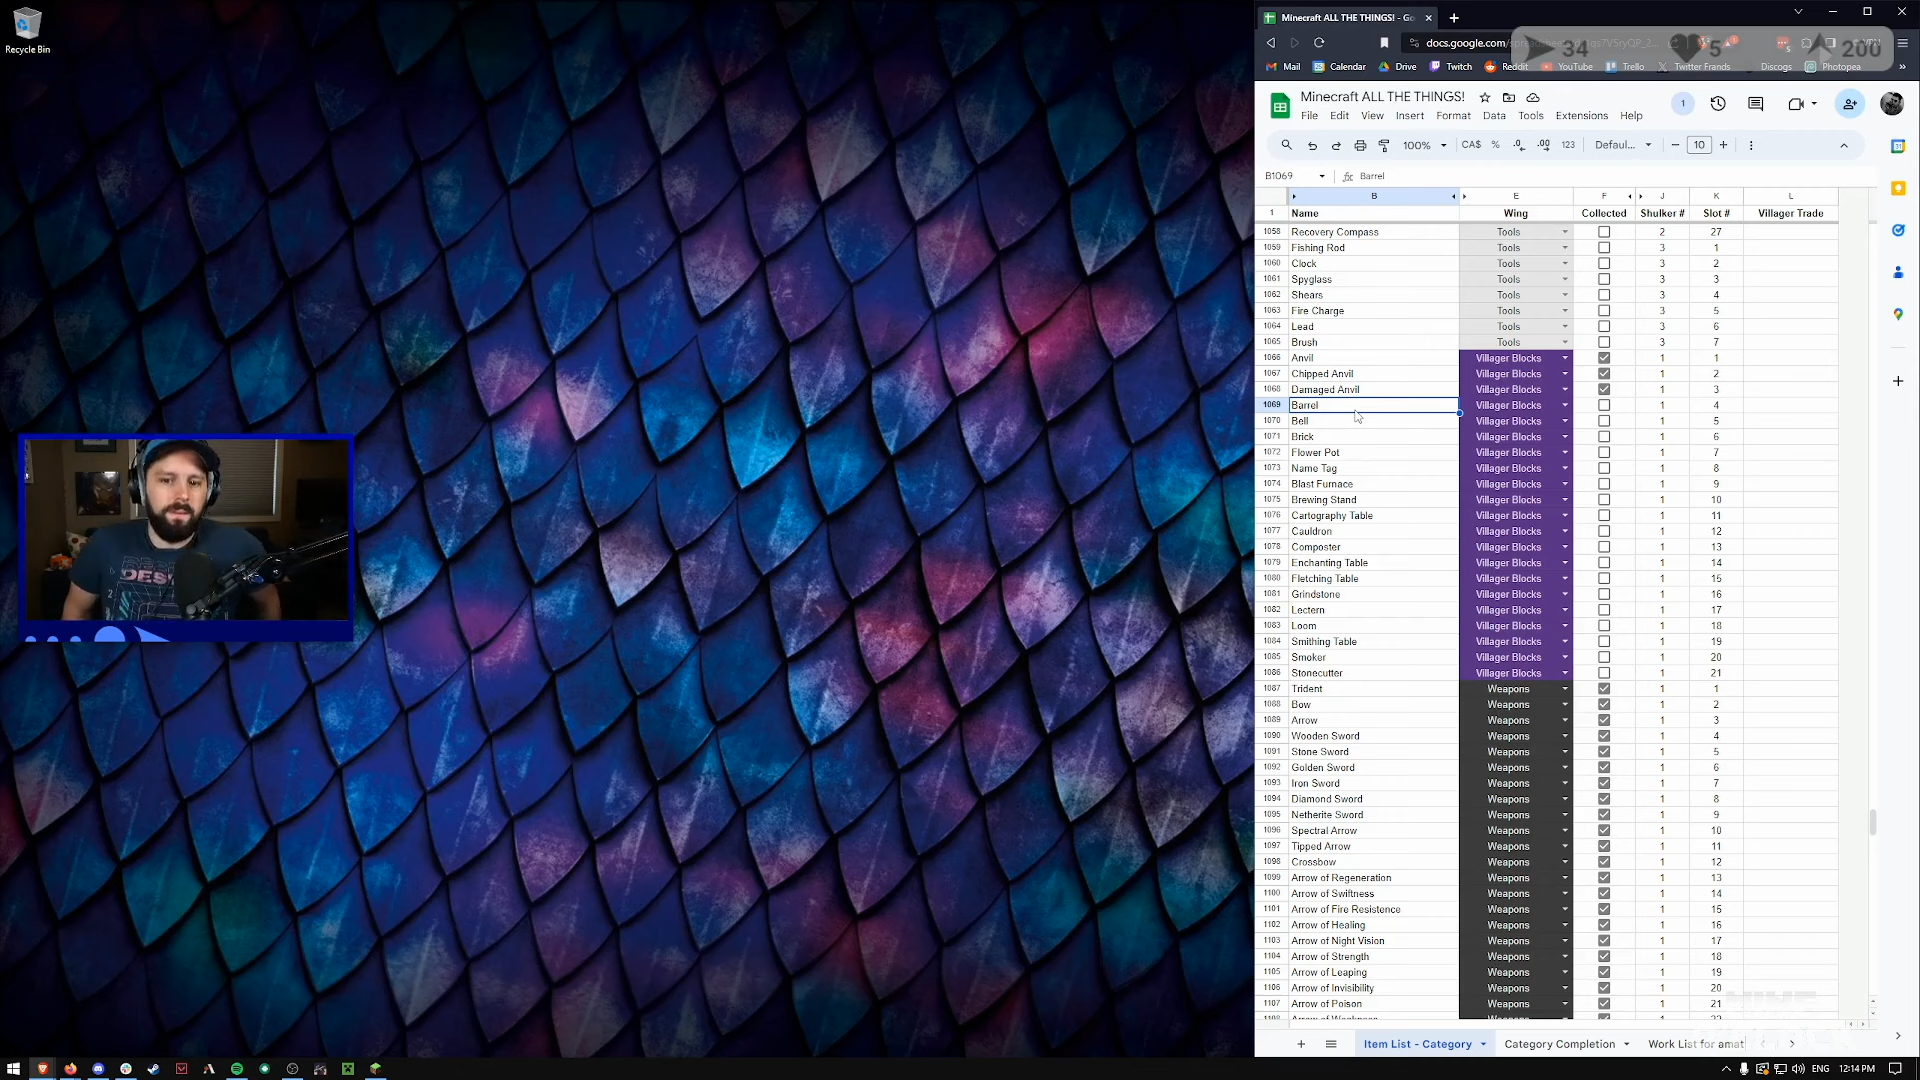 Recycle Bin
Minecraft ALL THE THINGS! - Go
docs.google.com/
34
5
200
Mail Calendar Drive Twitch Reddit YouTube Trello Twitter Frands Discogs Photopea
Minecraft ALL THE THINGS!
1
File Edit View Insert Format Data Tools Extensions Help
100% CA$ % .0 .00 123 Defaul... 10
B1069 fx Barrel
B E F J K L
1 Name Wing Collected Shulker # Slot # Villager Trade
1058 Recovery Compass Tools 2 27
1059 Fishing Rod Tools 3 1
1060 Clock Tools 3 2
1061 Spyglass Tools 3 3
1062 Shears Tools 3 4
1063 Fire Charge Tools 3 5
1064 Lead Tools 3 6
1065 Brush Tools 3 7
1066 Anvil Villager Blocks 1 1
1067 Chipped Anvil Villager Blocks 1 2
1068 Damaged Anvil Villager Blocks 1 3
1069 Barrel Villager Blocks 1 4
1070 Bell Villager Blocks 1 5
1071 Brick Villager Blocks 1 6
1072 Flower Pot Villager Blocks 1 7
1073 Name Tag Villager Blocks 1 8
1074 Blast Furnace Villager Blocks 1 9
1075 Brewing Stand Villager Blocks 1 10
1076 Cartography Table Villager Blocks 1 11
1077 Cauldron Villager Blocks 1 12
1078 Composter Villager Blocks 1 13
1079 Enchanting Table Villager Blocks 1 14
1080 Fletching Table Villager Blocks 1 15
1081 Grindstone Villager Blocks 1 16
1082 Lectern Villager Blocks 1 17
1083 Loom Villager Blocks 1 18
1084 Smithing Table Villager Blocks 1 19
1085 Smoker Villager Blocks 1 20
1086 Stonecutter Villager Blocks 1 21
1087 Trident Weapons 1 1
1088 Bow Weapons 1 2
1089 Arrow Weapons 1 3
1090 Wooden Sword Weapons 1 4
1091 Stone Sword Weapons 1 5
1092 Golden Sword Weapons 1 6
1093 Iron Sword Weapons 1 7
1094 Diamond Sword Weapons 1 8
1095 Netherite Sword Weapons 1 9
1096 Spectral Arrow Weapons 1 10
1097 Tipped Arrow Weapons 1 11
1098 Crossbow Weapons 1 12
1099 Arrow of Regeneration Weapons 1 13
1100 Arrow of Swiftness Weapons 1 14
1101 Arrow of Fire Resistence Weapons 1 15
1102 Arrow of Healing Weapons 1 16
1103 Arrow of Night Vision Weapons 1 17
1104 Arrow of Strength Weapons 1 18
1105 Arrow of Leaping Weapons 1 19
1106 Arrow of Invisibility Weapons 1 20
1107 Arrow of Poison Weapons 1 21
Item List - Category Category Completion Work List for amat
ENG 12:14 PM